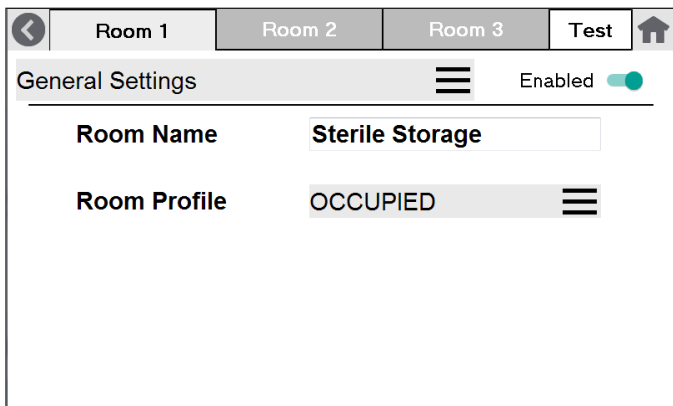 Room 1 Room 2 Room 3 Test
General Settings Enabled
Room Name Sterile Storage
Room Profile OCCUPIED